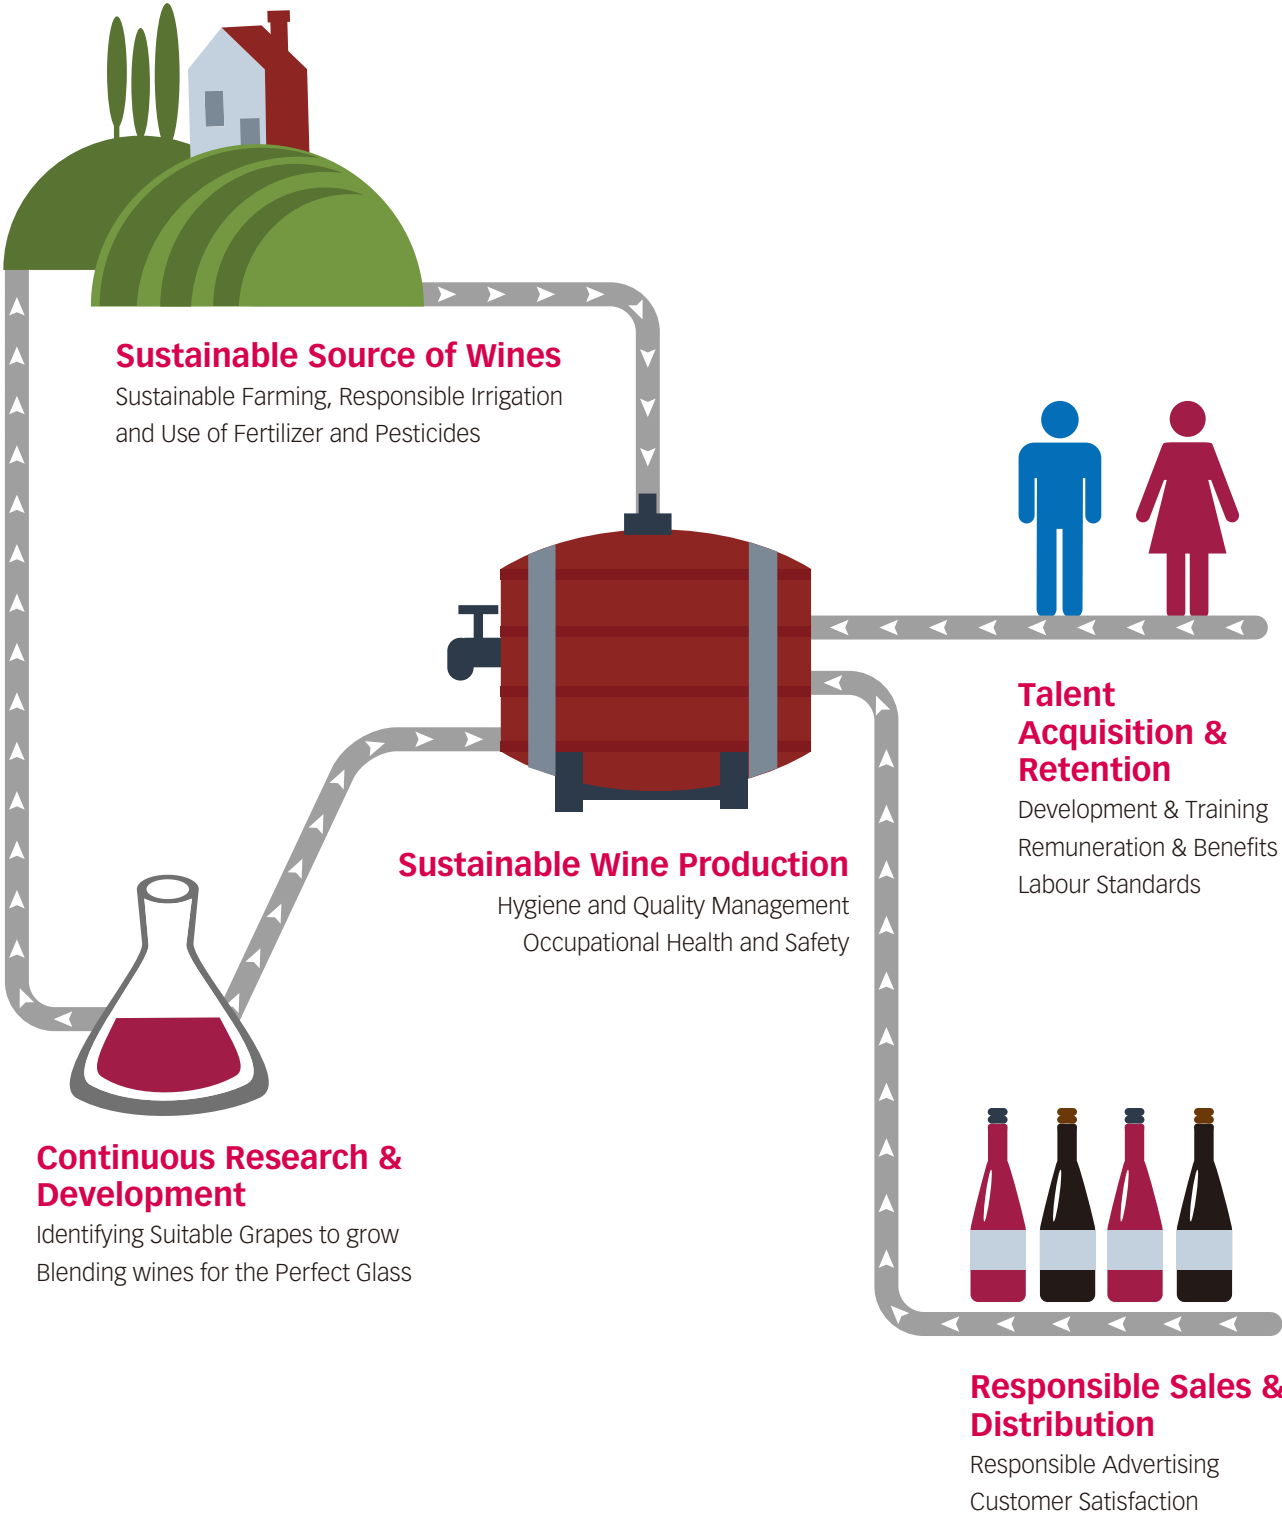 Sustainable Source of Wines
Sustainable Farming, Responsible Irrigation
and Use of Fertilizer and Pesticides
Talent
Acquisition &
Retention
Development & Training
Remuneration & Benefits
Labour Standards
Sustainable Wine Production
Hygiene and Quality Management
Occupational Health and Safety
Continuous Research &
Development
Identifying Suitable Grapes to grow
Blending wines for the Perfect Glass
Responsible Sales &
Distribution
Responsible Advertising
Customer Satisfaction